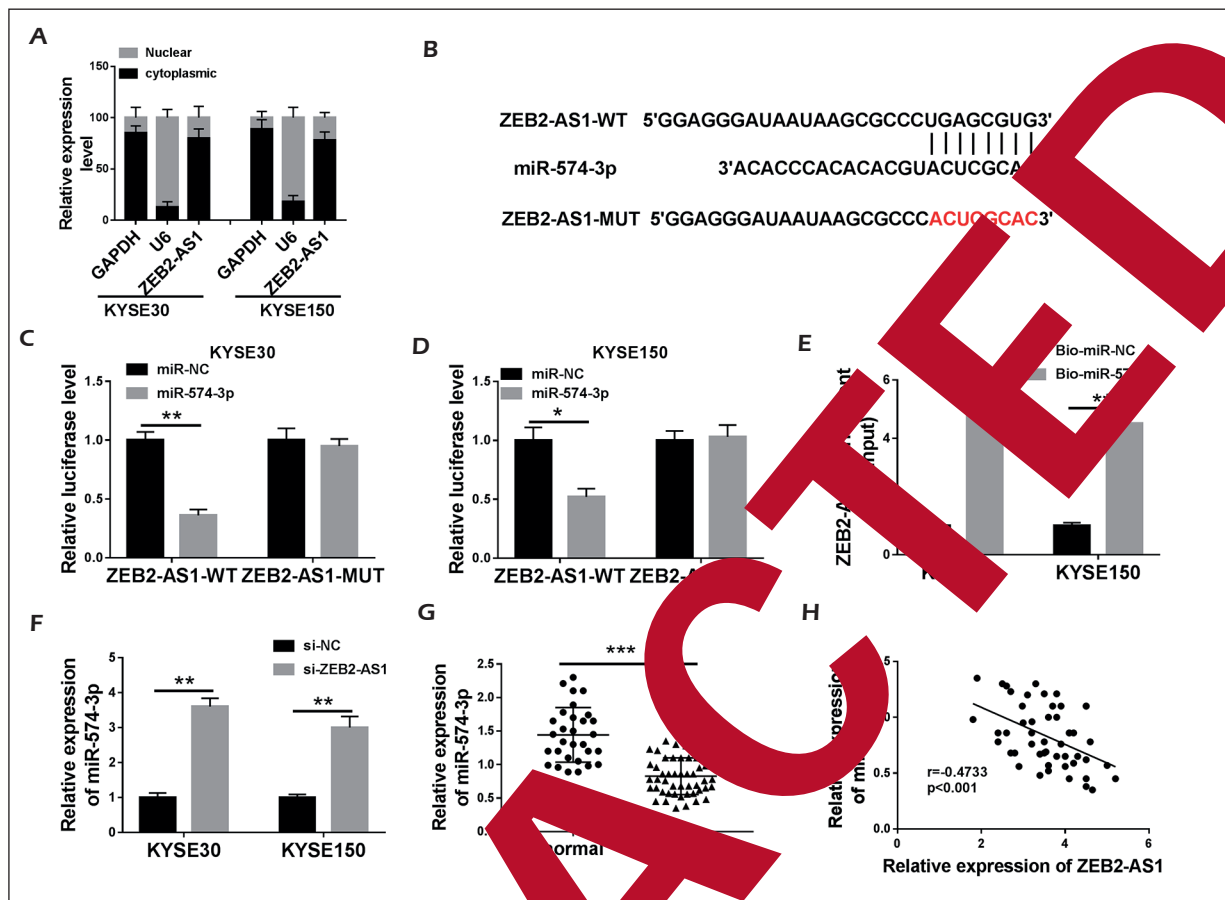 A
Nuclear
cytoplasmic
Relative expression
level
150
100
50
0
GAPDH
U6
ZEB2-AS1
GAPDH
U6
ZEB2-AS1
KYSE30
KYSE150
B
ZEB2-AS1-WT 5'GGAGGGAUAAUAAGCGCCCUGAGCGUG3'
miR-574-3p 3'ACACCCACACACGUACUCGCA
ZEB2-AS1-MUT 5'GGAGGGAUAAUAAGCGCCCACUCGCAC3'
C
KYSE30
miR-NC
miR-574-3p
Relative luciferase level
1.5
1.0
0.5
0.0
**
ZEB2-AS1-WT
ZEB2-AS1-MUT
D
KYSE150
miR-NC
miR-574-3p
Relative luciferase level
1.5
1.0
0.5
0.0
*
ZEB2-AS1-WT
E
Bio-miR-NC
6
4
2
0
KYSE150
F
si-NC
si-ZEB2-AS1
Relative expression
of miR-574-3p
5
4
3
2
1
0
**
**
KYSE30
KYSE150
G
Relative expression
of miR-574-3p
2.5
2.0
1.5
1.0
***
normal
H
r=-0.4733
p<0.001
0
2
4
6
Relative expression of ZEB2-AS1
ACTED